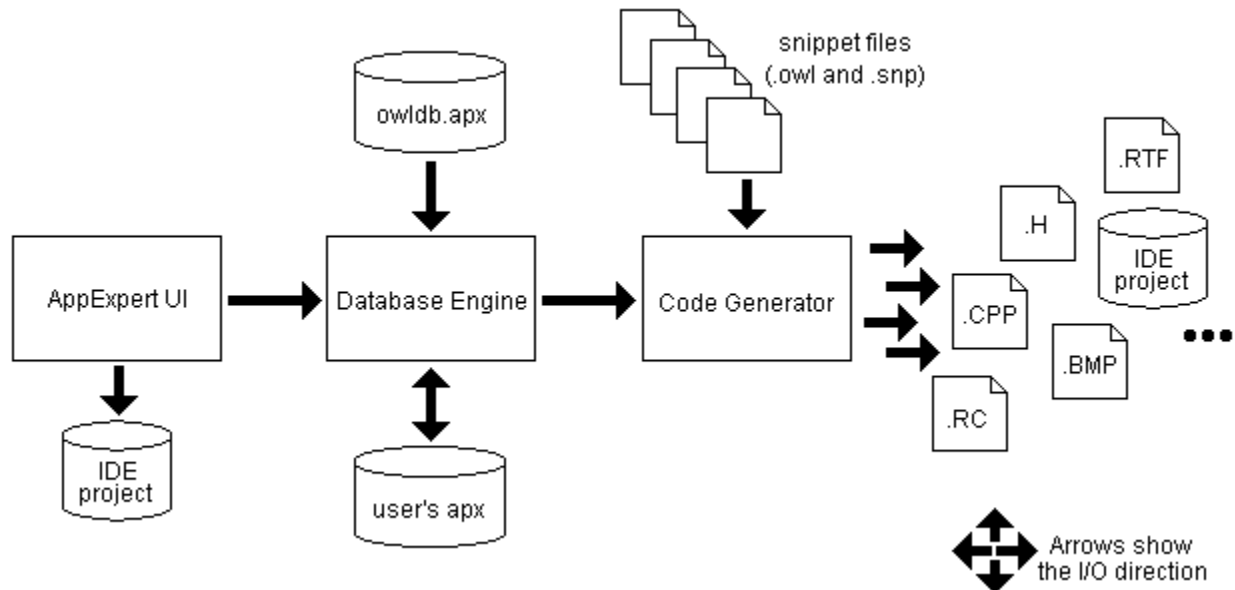 snippet files
(.owl and .snp)
owldb.apx
.RTF
.H
IDE
project
AppExpert UI
Database Engine
Code Generator
.CPP
.BMP
.RC
IDE
project
user's apx
Arrows show
the I/O direction